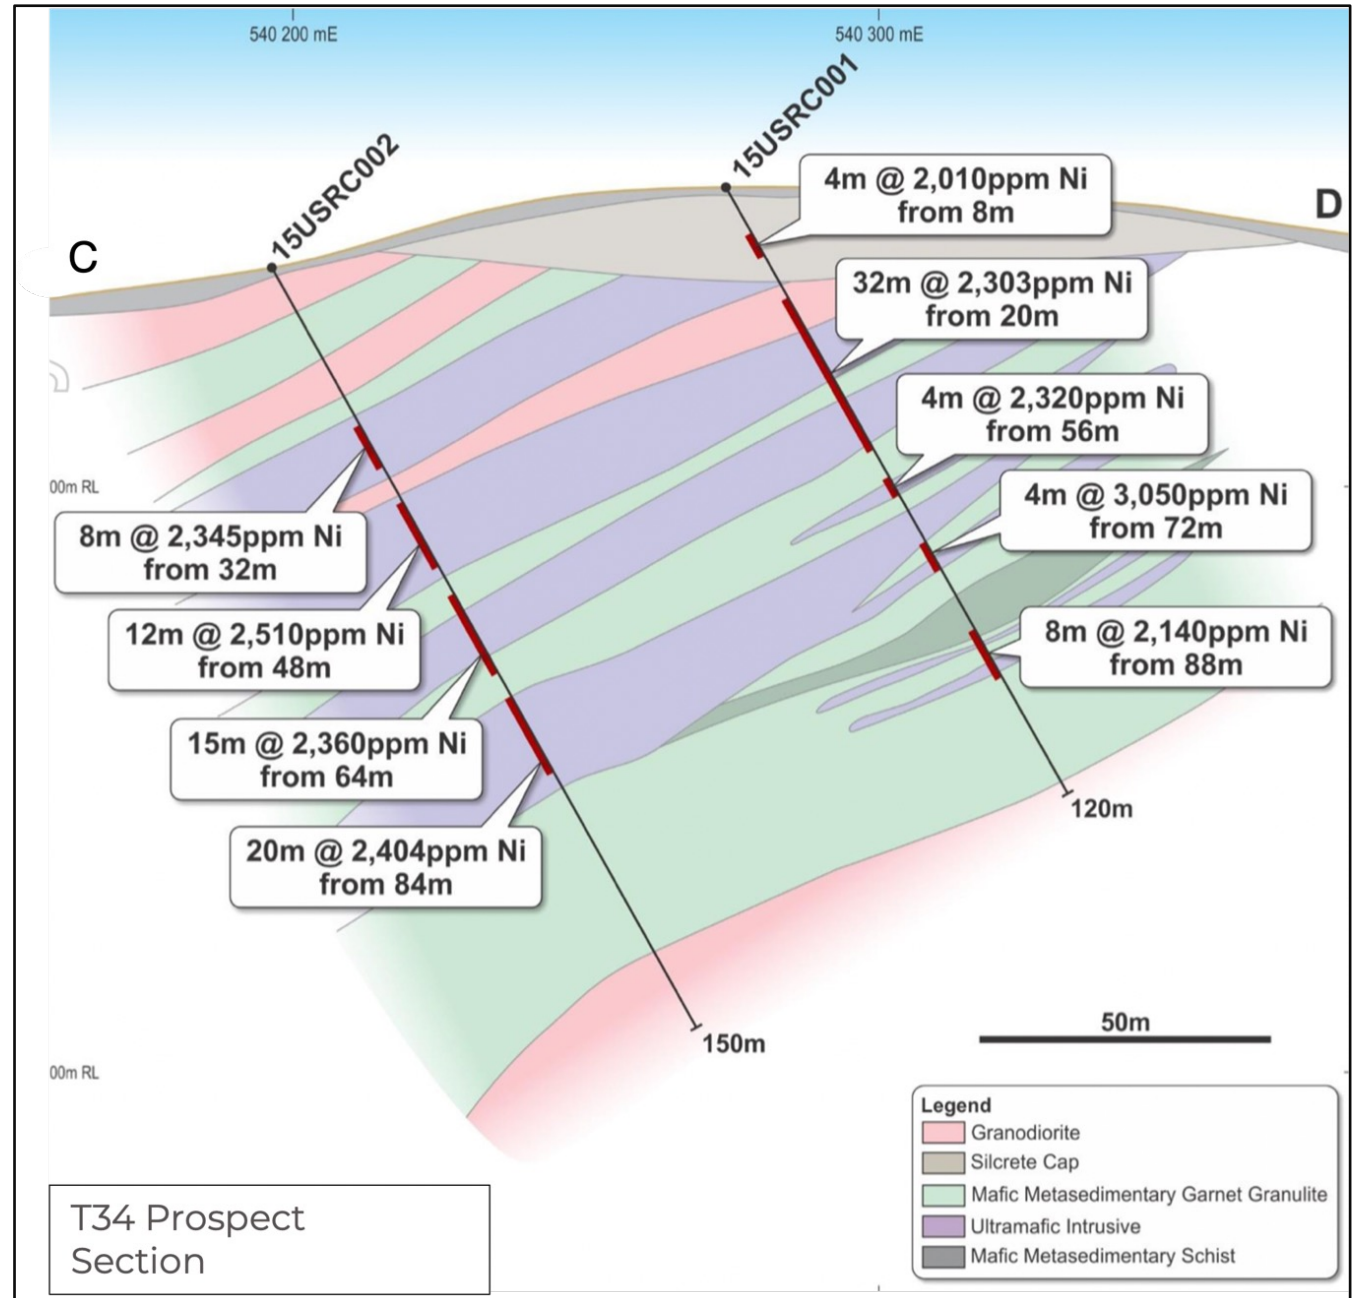 540 200 mE
540 300 mE
15USRC002
15USRC001
C
D
4m @ 2,010ppm Ni
from 8m
32m @ 2,303ppm Ni
from 20m
4m @ 2,320ppm Ni
from 56m
4m @ 3,050ppm Ni
from 72m
8m @ 2,140ppm Ni
from 88m
120m
00m RL
8m @ 2,345ppm Ni
from 32m
12m @ 2,510ppm Ni
from 48m
15m @ 2,360ppm Ni
from 64m
20m @ 2,404ppm Ni
from 84m
150m
00m RL
50m
Legend
Granodiorite
Silcrete Cap
Mafic Metasedimentary Garnet Granulite
Ultramafic Intrusive
Mafic Metasedimentary Schist
T34 Prospect
Section